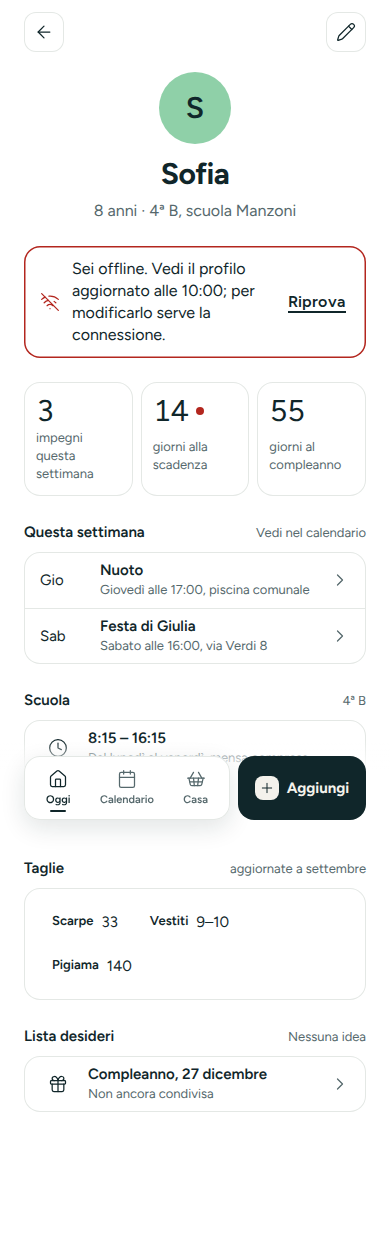 S
Sofia
8 anni · 4ª B, scuola Manzoni
Sei offline. Vedi il profilo
aggiornato alle 10:00; per
modificarlo serve la
connessione.
Riprova
3
impegni
questa
settimana
14
giorni alla
scadenza
55
giorni al
compleanno
Questa settimana
Vedi nel calendario
Gio
Nuoto
Giovedì alle 17:00, piscina comunale
Sab
Festa di Giulia
Sabato alle 16:00, via Verdi 8
Scuola
4ª B
8:15 – 16:15
Oggi
Calendario
Casa
Aggiungi
Taglie
aggiornate a settembre
Scarpe 33
Vestiti 9–10
Pigiama 140
Lista desideri
Nessuna idea
Compleanno, 27 dicembre
Non ancora condivisa